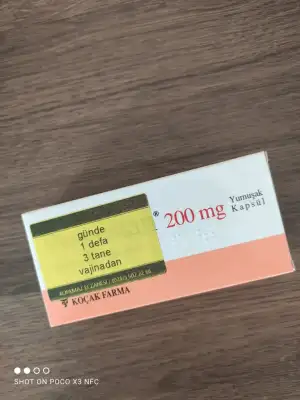 günde
1 defa
3 tane
vajinadan
® 200 mg
Yumuşak
Kapsül
KOÇAK FARMA
SHOT ON POCO X3 NFC